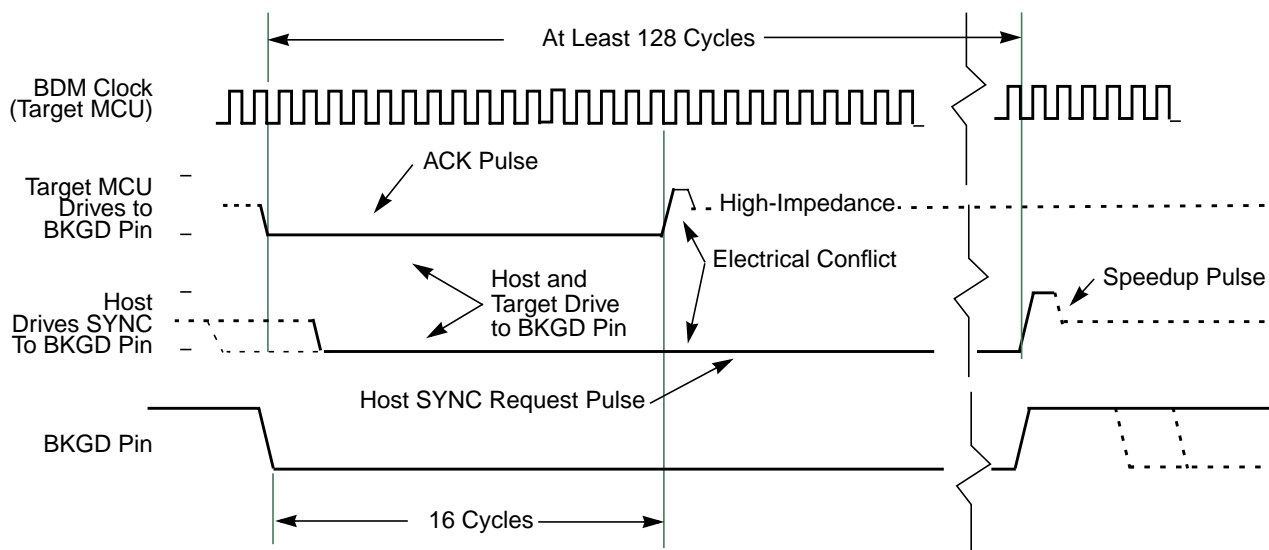 At Least 128 Cycles
BDM Clock
(Target MCU)
ACK Pulse
Target MCU
Drives to
BKGD Pin
High-Impedance
Electrical Conflict
Host and
Target Drive
to BKGD Pin
Speedup Pulse
Host
Drives SYNC
To BKGD Pin
Host SYNC Request Pulse
BKGD Pin
16 Cycles